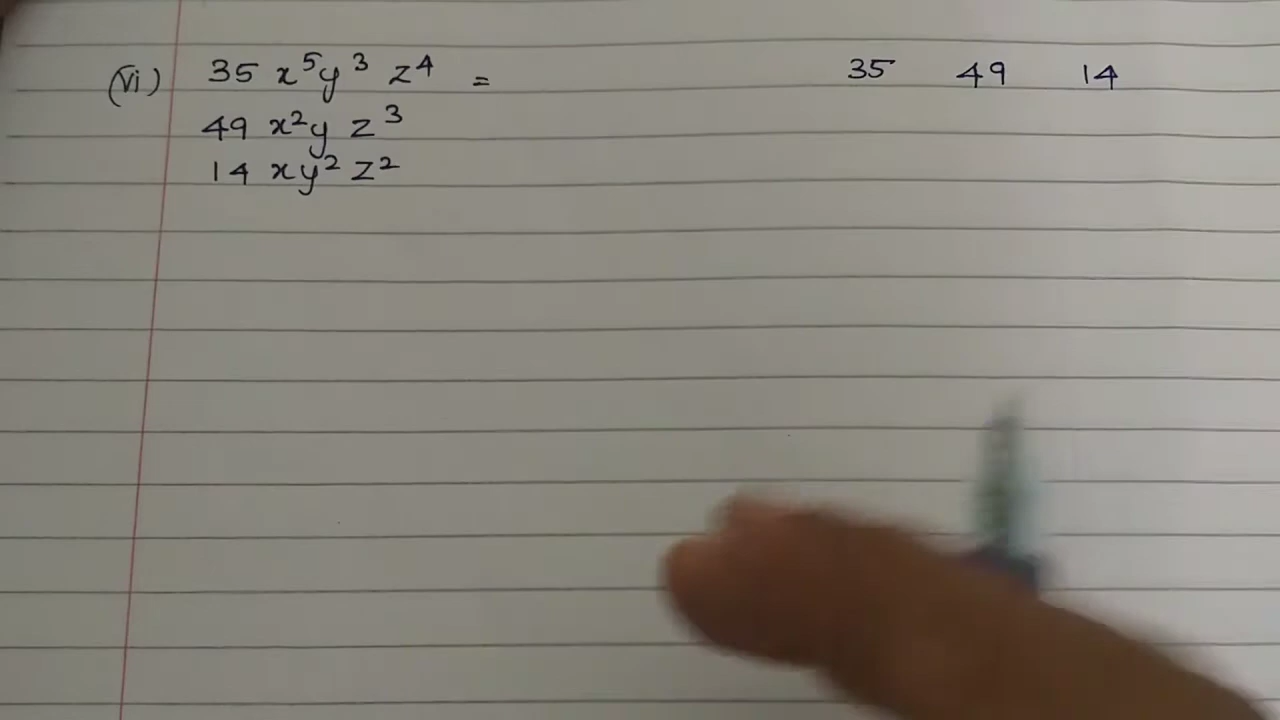 (vi) 35 x⁵y³ z⁴ = 35 49 14
49 x²y z³
14 xy² z²